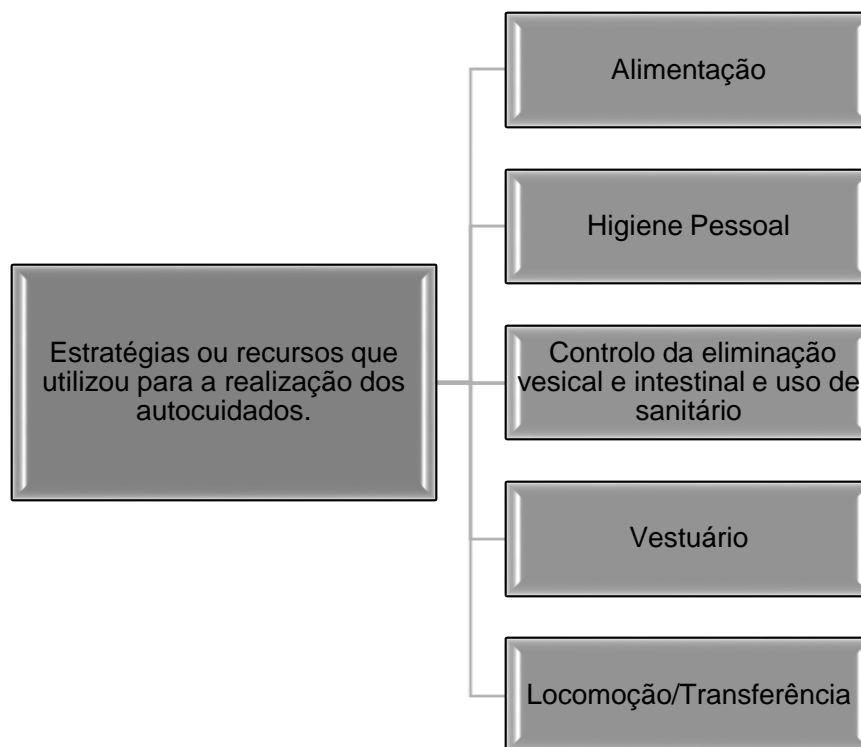 Alimentação
Higiene Pessoal
Estratégias ou recursos que
utilizou para a realização dos
autocuidados.
Controlo da eliminação
vesical e intestinal e uso de
sanitário
Vestuário
Locomoção/Transferência